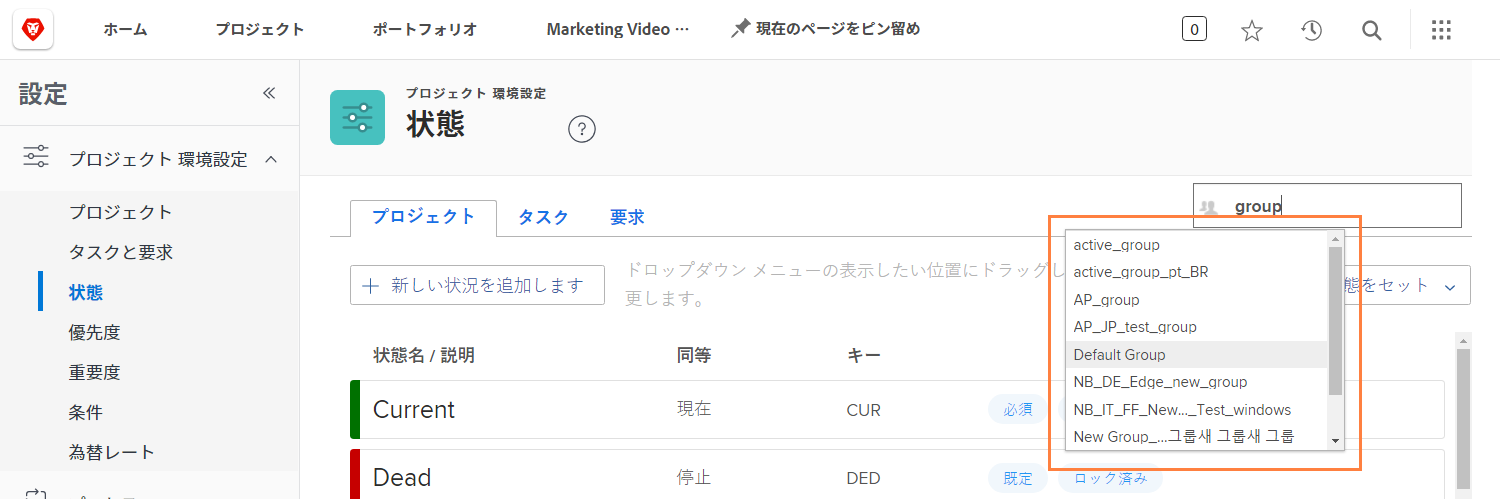 ホーム プロジェクト ポートフォリオ Marketing Video ··· 現在のページをピン留め 0
設定
プロジェクト 環境設定
プロジェクト
タスクと要求
状態
優先度
重要度
条件
為替レート
プロジェクト 環境設定
状態
?
プロジェクト タスク 要求
group
active_group
active_group_pt_BR
AP_group
AP_JP_test_group
Default Group
NB_DE_Edge_new_group
NB_IT_FF_New..._Test_windows
New Group_...그룹새 그룹새 그룹
新しい状況を追加します
ドロップダウン メニューの表示したい位置にドラッグし
更します。
態をセット
状態名 / 説明 同等 キー
Current 現在 CUR 必須
Dead 停止 DED 既定 ロック済み